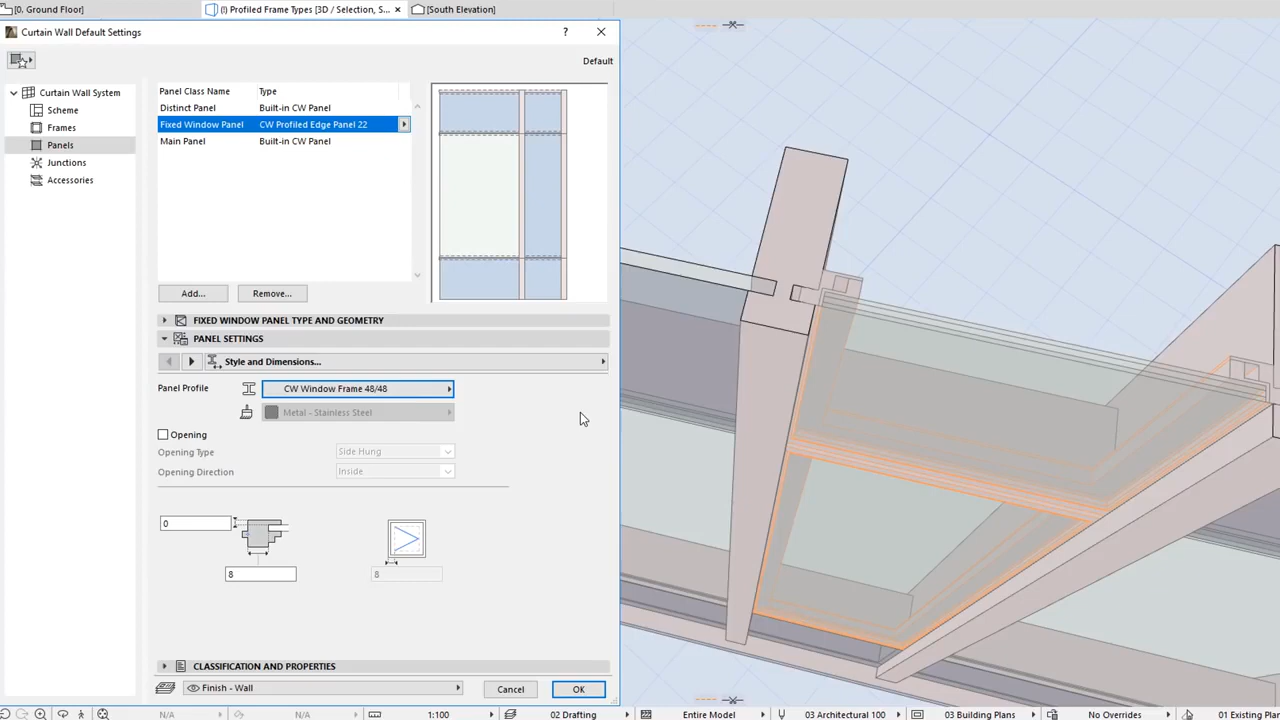 [0. Ground Floor]
(!) Profiled Frame Types [3D / Selection, S...
[South Elevation]
Curtain Wall Default Settings
?
Default
Curtain Wall System
Scheme
Frames
Panels
Junctions
Accessories
Panel Class Name Type
Distinct Panel Built-in CW Panel
Fixed Window Panel CW Profiled Edge Panel 22
Main Panel Built-in CW Panel
Add... Remove...
FIXED WINDOW PANEL TYPE AND GEOMETRY
PANEL SETTINGS
Style and Dimensions...
Panel Profile CW Window Frame 48/48
Metal - Stainless Steel
Opening
Opening Type Side Hung
Opening Direction Inside
0
8
8
CLASSIFICATION AND PROPERTIES
Finish - Wall
Cancel OK
N/A N/A 1:100 02 Drafting Entire Model 03 Architectural 100 03 Building Plans No Overrides 01 Existing Plan